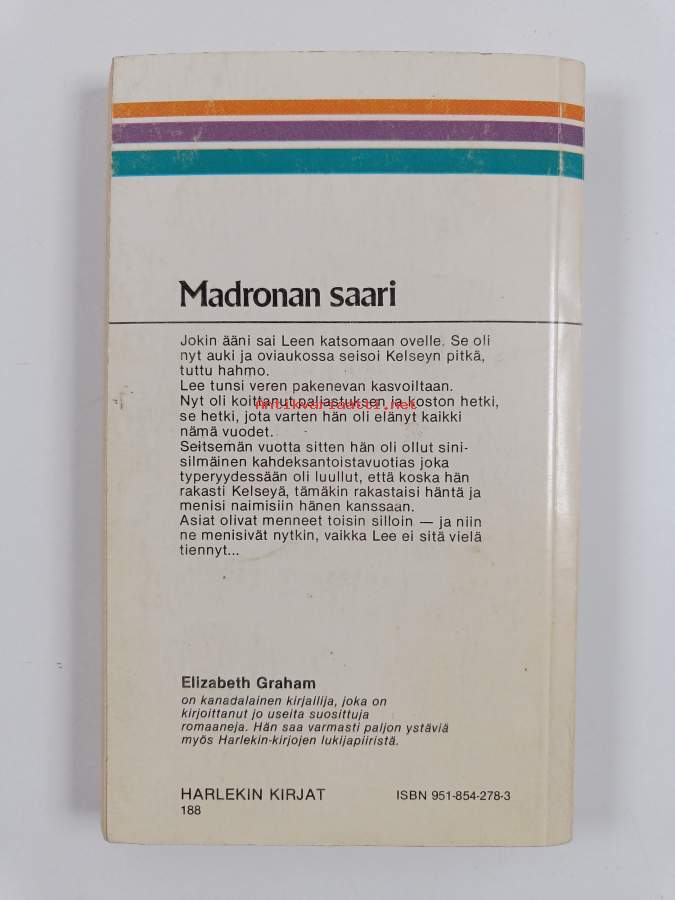 Madronan saari
Jokin ääni sai Leen katsomaan ovelle. Se oli
nyt auki ja oviaukossa seisoi Kelseyn pitkä,
tuttu hahmo.
Lee tunsi veren pakenevan kasvoiltaan.
Nyt oli koittanut paljastuksen ja koston hetki,
Antikvariaatti.net
se hetki, jota varten hän oli elänyt kaikki
nämä vuodet.
Seitsemän vuotta sitten hän oli ollut sini-
silmäinen kahdeksantoistavuotias joka
typeryydessään oli luullut, että koska hän
rakasti Kelseyä, tämäkin rakastaisi häntä ja
menisi naimisiin hänen kanssaan.
Asiat olivat menneet toisin silloin — ja niin
ne menisivät nytkin, vaikka Lee ei sitä vielä
tiennyt...
Elizabeth Graham
on kanadalainen kirjailija, joka on
kirjoittanut jo useita suosittuja
romaaneja. Hän saa varmasti paljon ystäviä
myös Harlekin-kirjojen lukijapiiristä.
HARLEKIN KIRJAT
188
ISBN 951-854-278-3